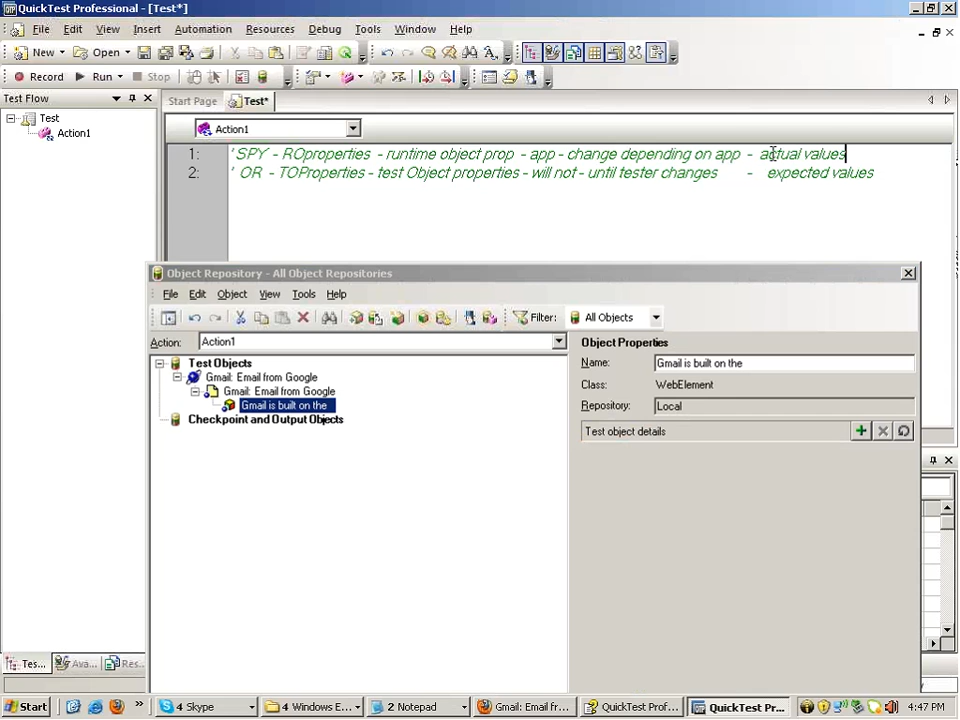 QuickTest Professional - [Test*]
File Edit View Insert Automation Resources Debug Tools Window Help
New Open
Record Run Stop
Test Flow
Start Page Test*
Test
Action1
Action1
1: 'SPY - ROproperties - runtime object prop - app - change depending on app - actual values
2: ' OR - TOProperties - test Object properties - will not - until tester changes - expected values
Object Repository - All Object Repositories
File Edit Object View Tools Help
Filter: All Objects
Action: Action1
Test Objects
Gmail: Email from Google
Gmail: Email from Google
Gmail is built on the
Checkpoint and Output Objects
Object Properties
Name: Gmail is built on the
Class: WebElement
Repository: Local
Test object details
Tes... Ava... Res...
Start » 4 Skype 4 Windows E... 2 Notepad Gmail: Email fr... QuickTest Prof... QuickTest Pr... 4:47 PM